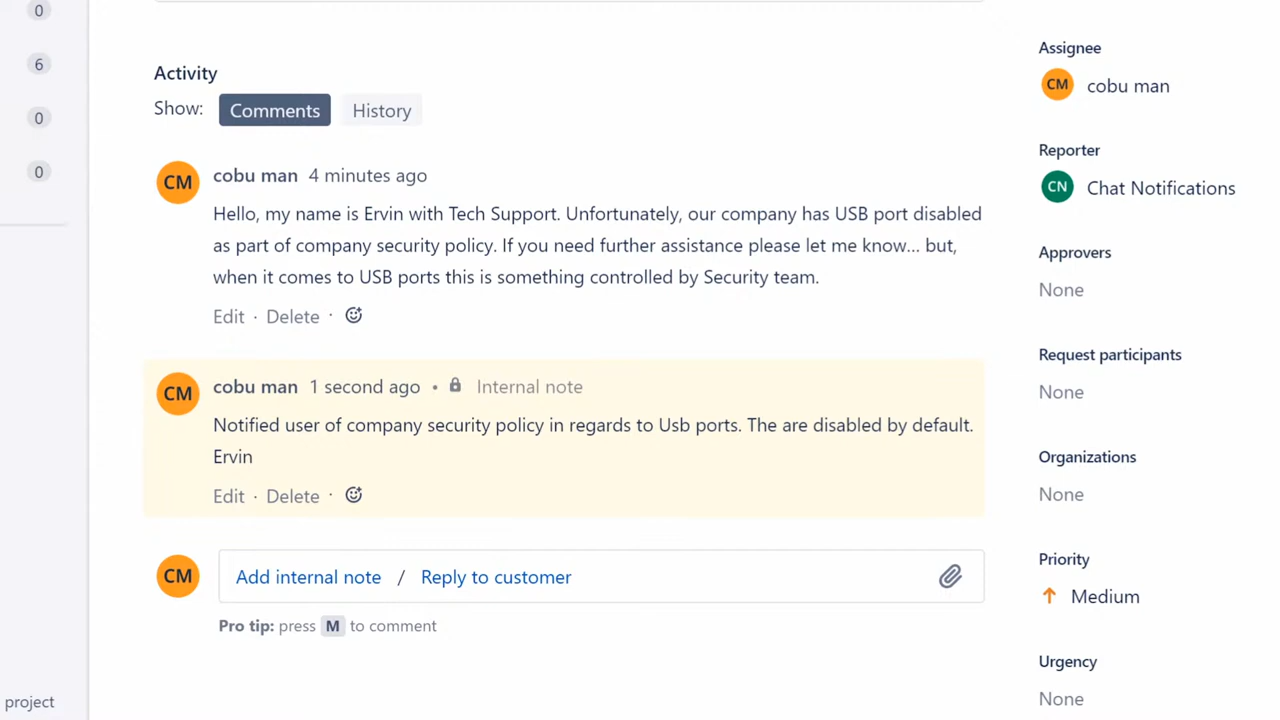 0
6
0
0
project
Activity
Show: Comments History
CM cobu man 4 minutes ago
Hello, my name is Ervin with Tech Support. Unfortunately, our company has USB port disabled
as part of company security policy. If you need further assistance please let me know... but,
when it comes to USB ports this is something controlled by Security team.
Edit · Delete ·
CM cobu man 1 second ago • Internal note
Notified user of company security policy in regards to Usb ports. The are disabled by default.
Ervin
Edit · Delete ·
CM Add internal note / Reply to customer
Pro tip: press M to comment
Assignee
CM cobu man
Reporter
CN Chat Notifications
Approvers
None
Request participants
None
Organizations
None
Priority
Medium
Urgency
None